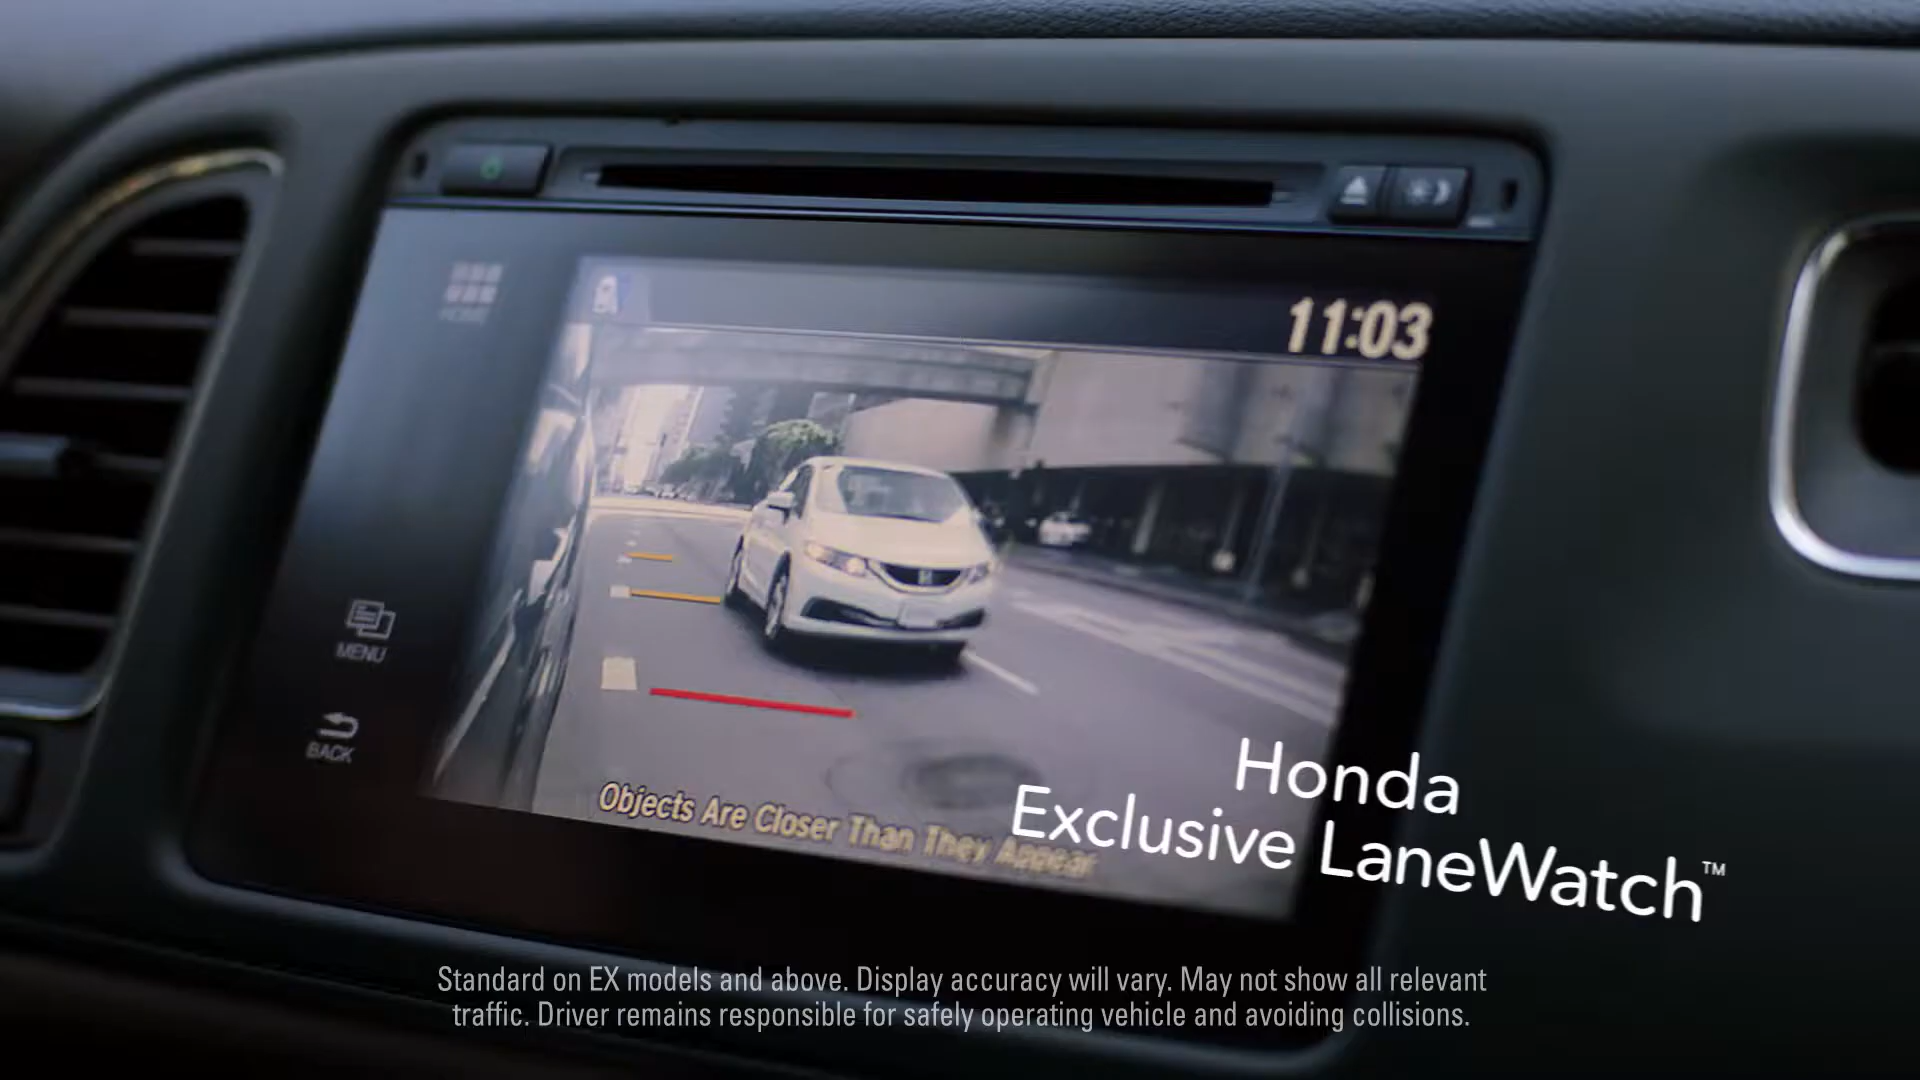 HOME
11:03
MENU
BACK
Objects Are Closer Than They Appear
Honda
Exclusive LaneWatch™
Standard on EX models and above. Display accuracy will vary. May not show all relevant
traffic. Driver remains responsible for safely operating vehicle and avoiding collisions.